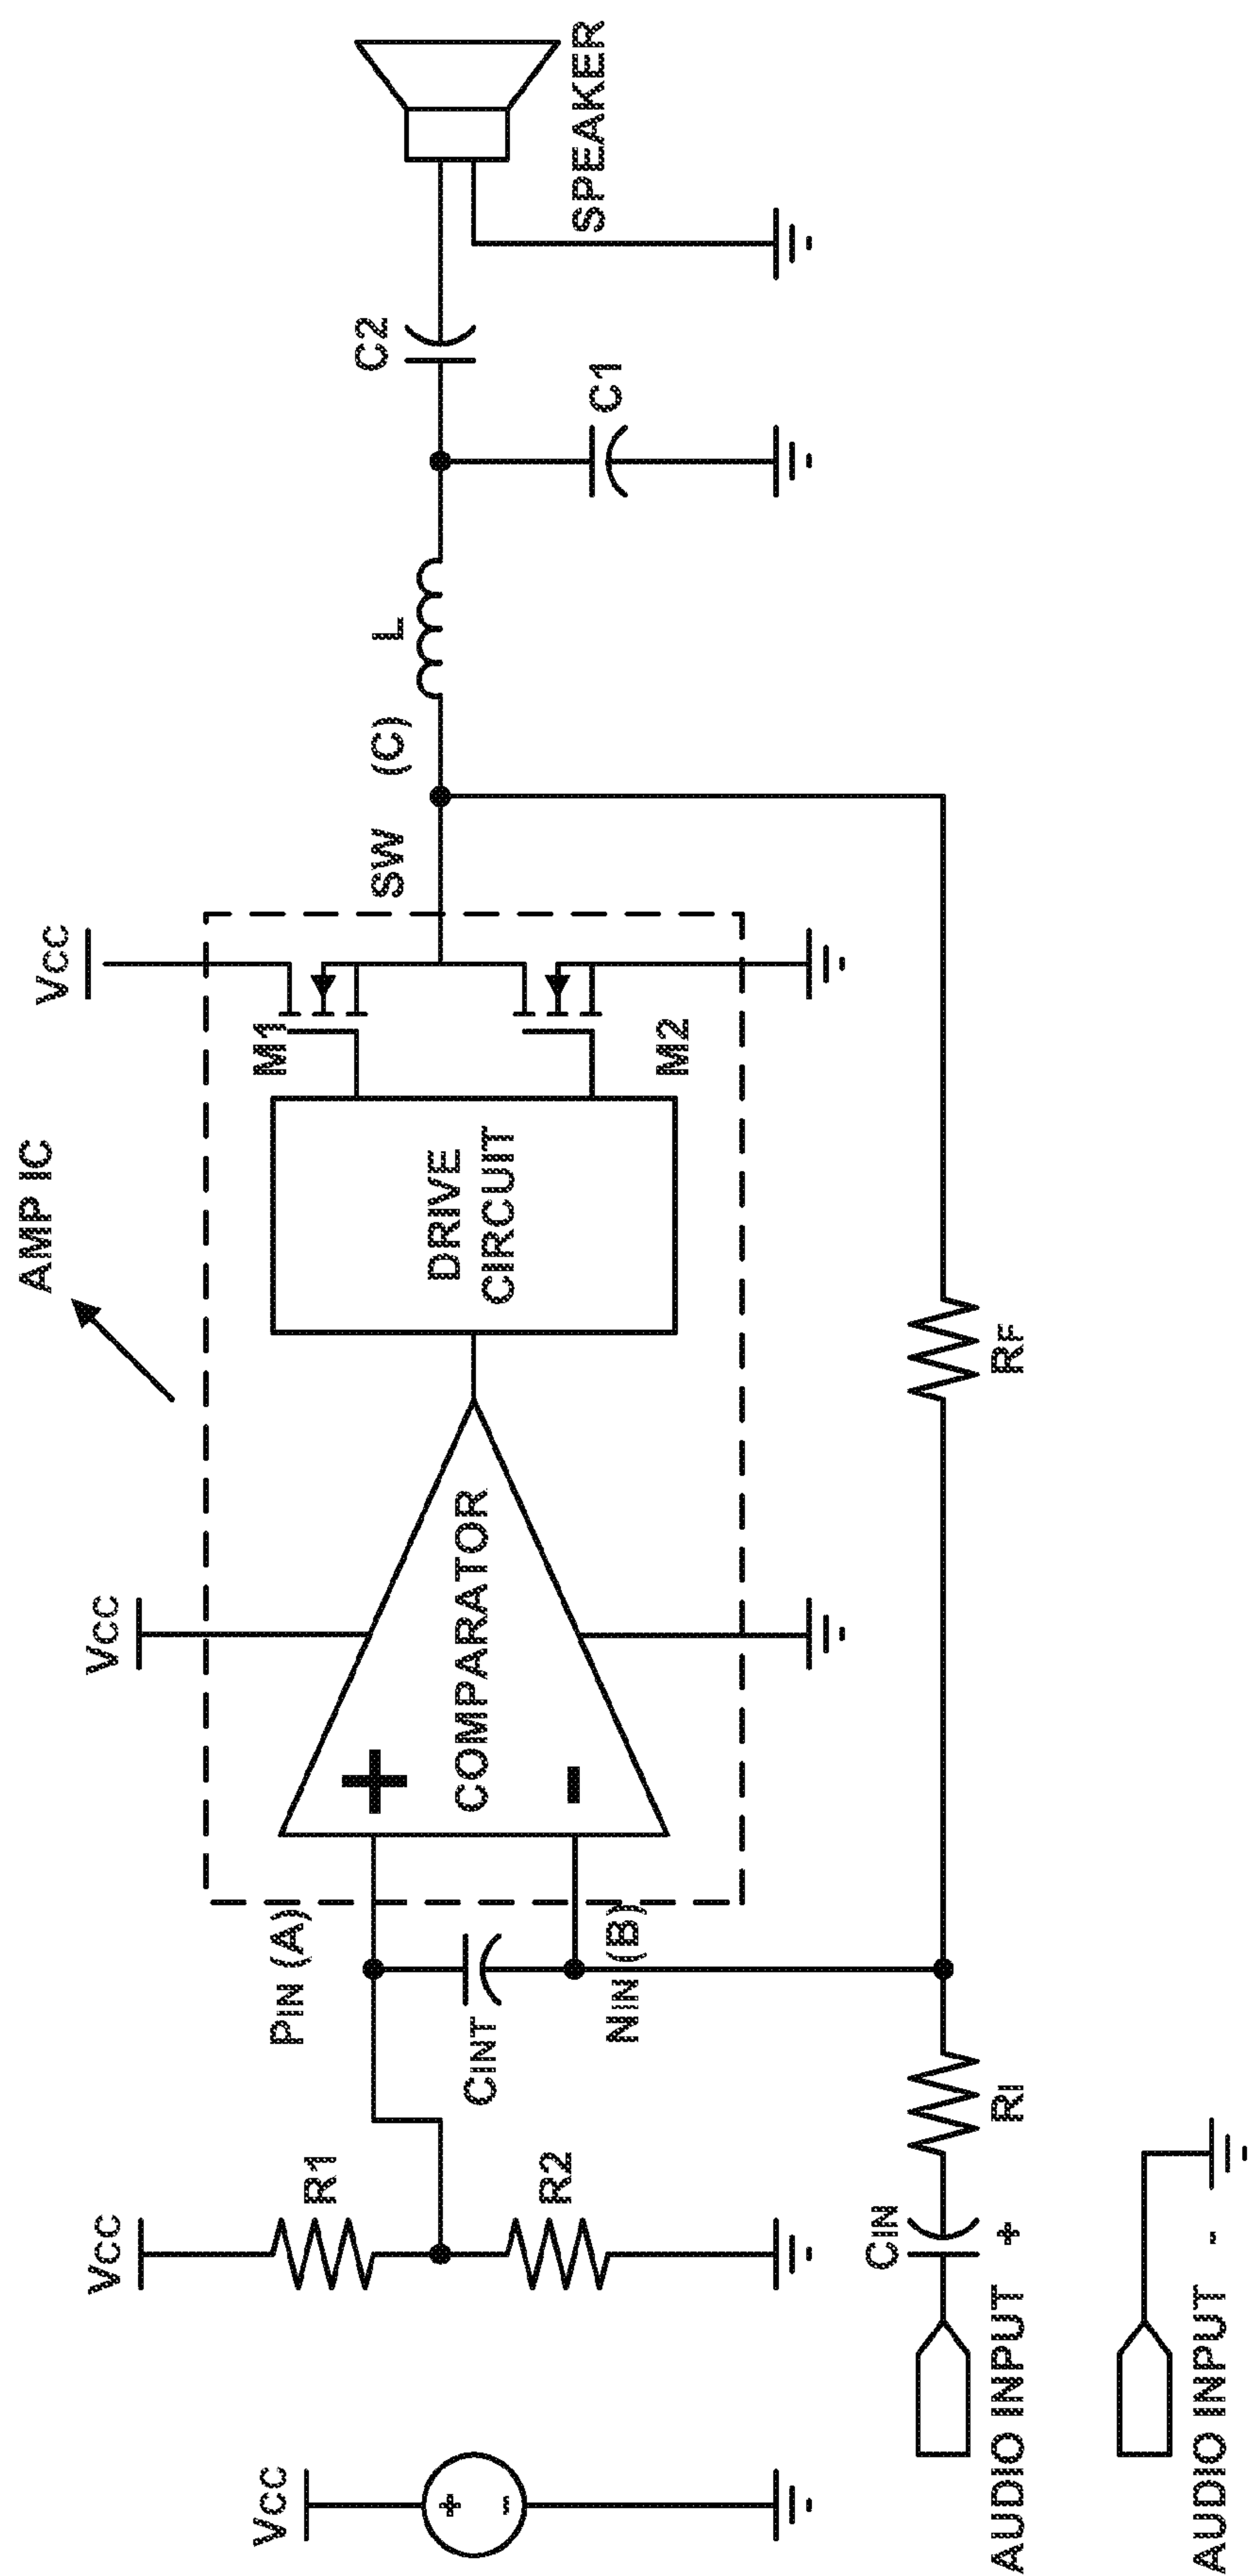 AMP IC
VCC
VCC
VCC
VCC
+
-
R1
R2
PIN (A)
CINT
NIN (B)
+
-
COMPARATOR
DRIVE
CIRCUIT
M1
M2
SW
(C)
L
C2
C1
SPEAKER
CIN
RI
RF
AUDIO INPUT +
AUDIO INPUT -